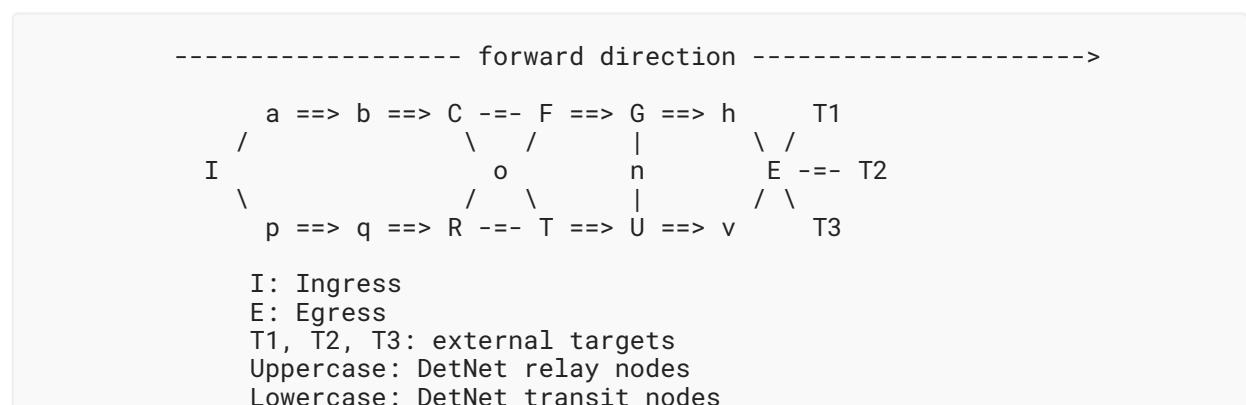 ------------------- forward direction ---------------------->
a ==> b ==> C -=- F ==> G ==> h     T1
/              \   /      |       \ /
I                  o        n        E -=- T2
\              /   \      |       / \
p ==> q ==> R -=- T ==> U ==> v     T3
I: Ingress
E: Egress
T1, T2, T3: external targets
Uppercase: DetNet relay nodes
Lowercase: DetNet transit nodes